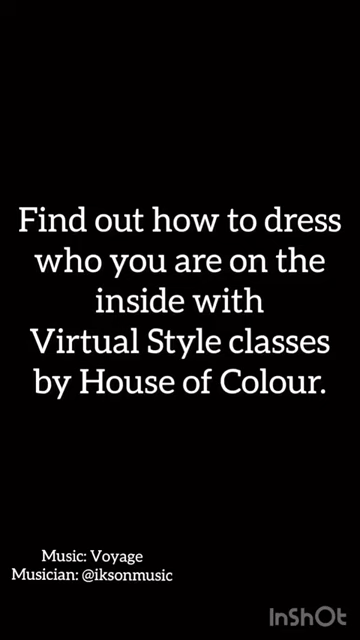 Find out how to dress
who you are on the
inside with
Virtual Style classes
by House of Colour.
Music: Voyage
Musician: @iksonmusic
InShOt